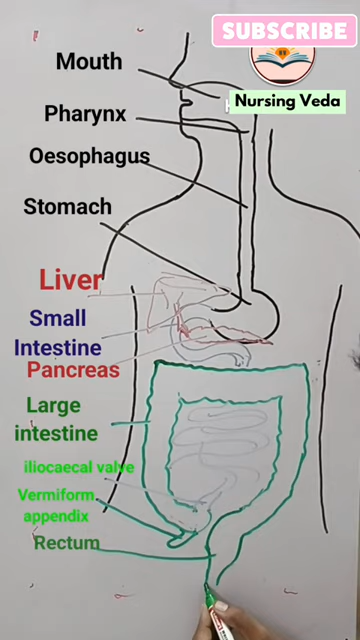 SUBSCRIBE
Nursing Veda
Mouth
Pharynx
Oesophagus
Stomach
Liver
Small
Intestine
Pancreas
Large
intestine
iliocaecal valve
Vermiform
appendix
Rectum